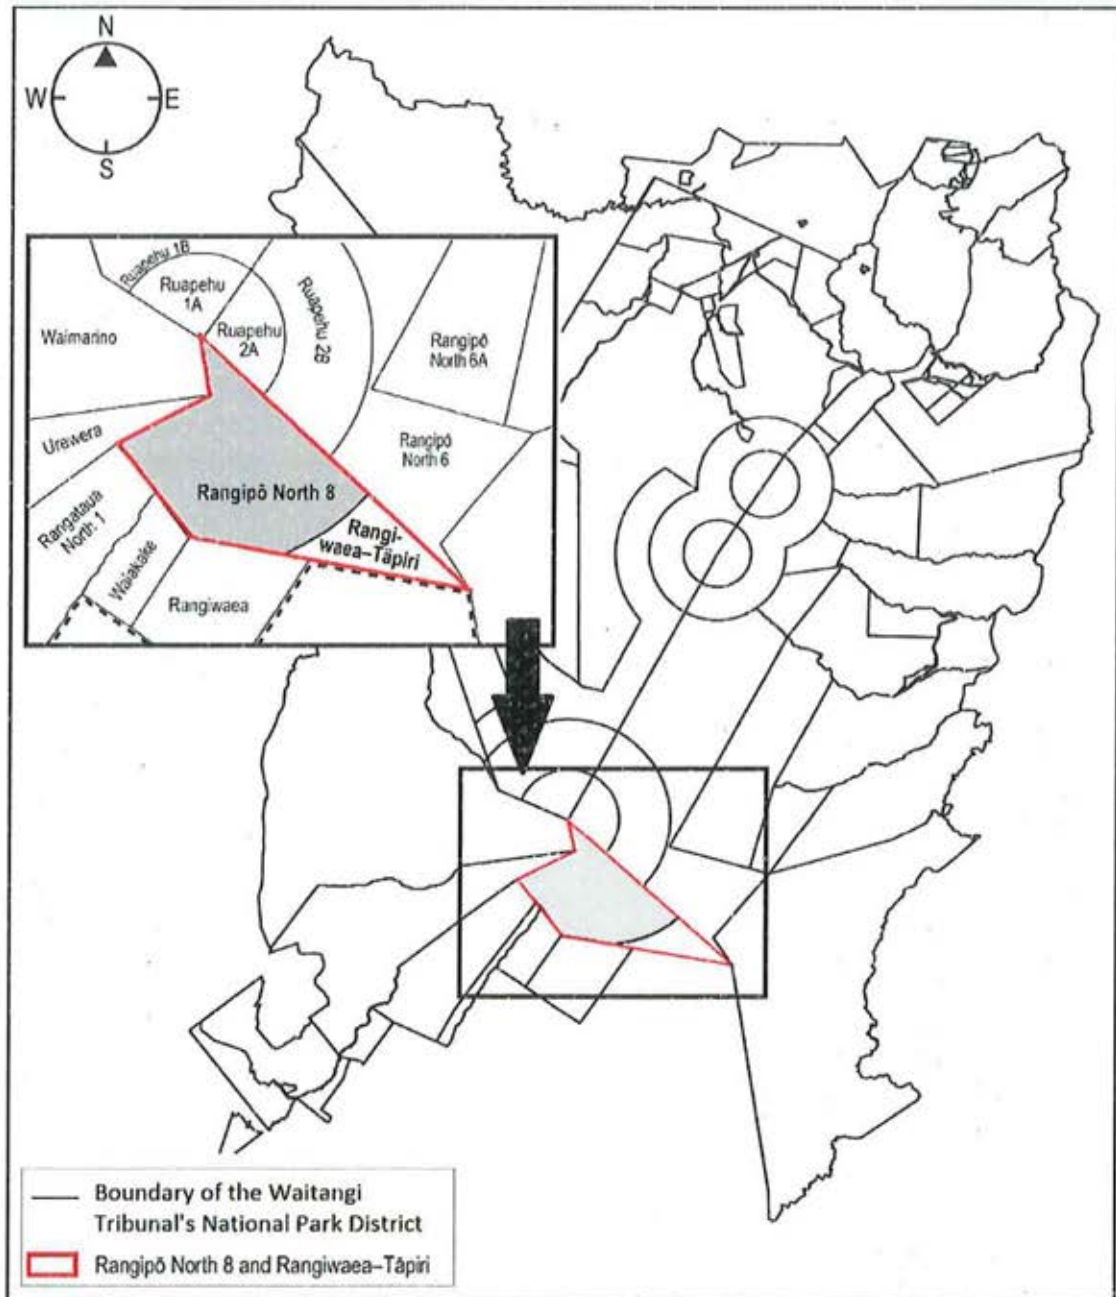 N
W E
S
Ruapehu 1B
Ruapehu
1A
Waimarino
Ruapehu
2A
Ruapehu 2B
Rangipō
North 6A
Urewera
Rangipō
North 6
Rangipō North 8
Rangataua
North 1
Rangi-
waea–Tāpiri
Waiakake
Rangiwaea
Boundary of the Waitangi
Tribunal's National Park District
Rangipō North 8 and Rangiwaea–Tāpiri